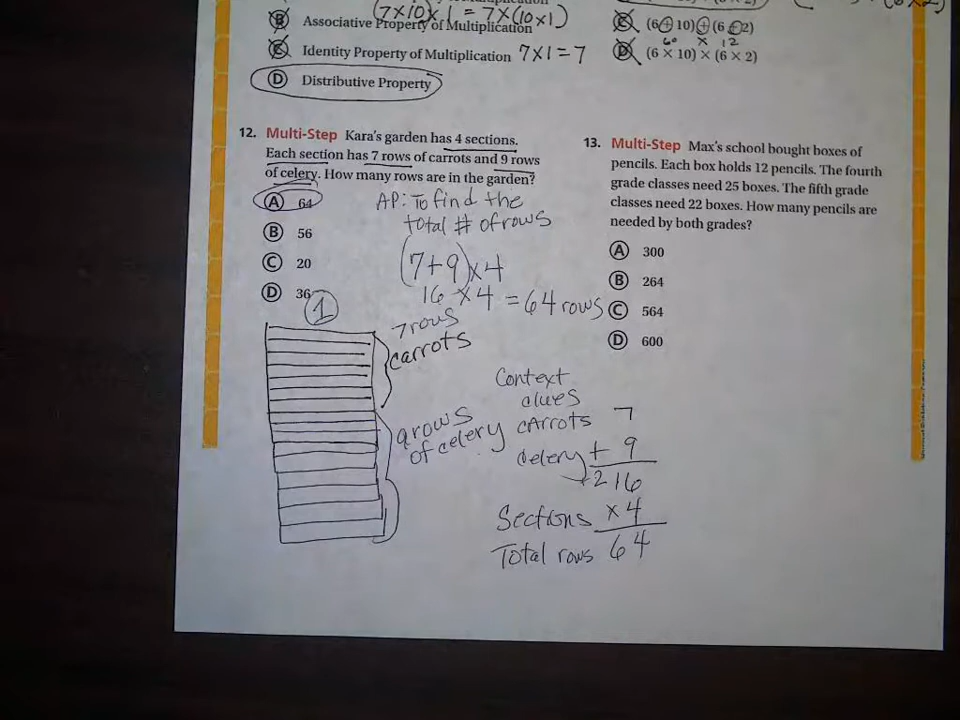 (7×10)×1 = 7×(10×1)
B Associative Property of Multiplication
C Identity Property of Multiplication 7×1=7
D Distributive Property
C (6+10)+(6+2)
60 × 12
D (6 × 10) × (6 × 2)
12. Multi-Step Kara's garden has 4 sections.
Each section has 7 rows of carrots and 9 rows
of celery. How many rows are in the garden?
A 64
B 56
C 20
D 36
AP: To find the
total # of rows
(7+9)×4
16 × 4 = 64 rows
1
7 rows
carrots
9 rows
of celery
Context
clues
carrots 7
celery + 9
216
Sections × 4
Total rows 64
13. Multi-Step Max's school bought boxes of
pencils. Each box holds 12 pencils. The fourth
grade classes need 25 boxes. The fifth grade
classes need 22 boxes. How many pencils are
needed by both grades?
A 300
B 264
C 564
D 600